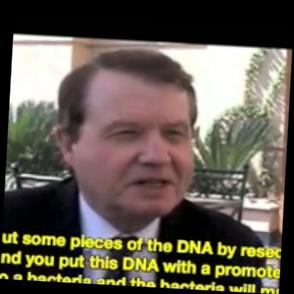 ut some pieces of the DNA by resec
nd you put this DNA with a promote
o a bacteria and the bacteria will m